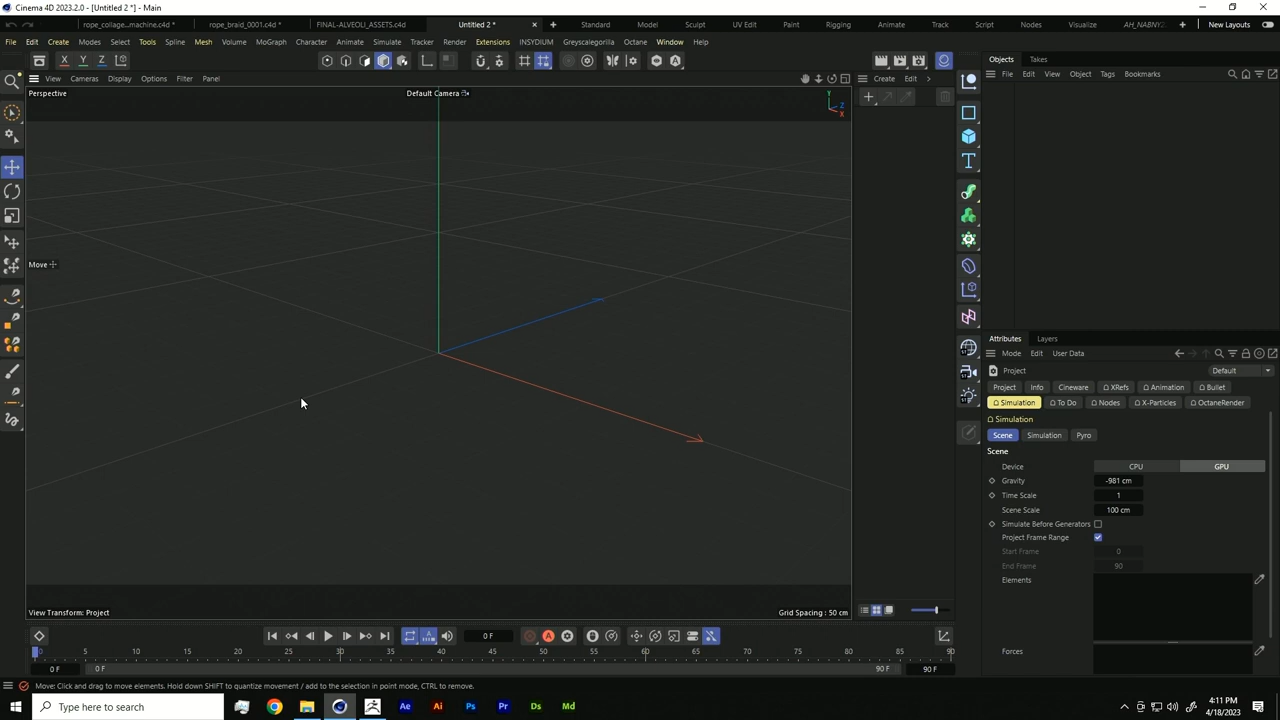 Cinema 4D 2023.2.0 - [Untitled 2 *] - Main
rope_collage...machine.c4d *
rope_braid_0001.c4d *
FINAL-ALVEOLI_ASSETS.c4d
Untitled 2 *
Standard
Model
Sculpt
UV Edit
Paint
Rigging
Animate
Track
Script
Nodes
Visualize
AH_NABNY2
New Layouts
File Edit Create Modes Select Tools Spline Mesh Volume MoGraph Character Animate Simulate Tracker Render Extensions INSYDIUM Greyscalegorilla Octane Window Help
X Y Z
Objects Takes
View Cameras Display Options Filter Panel
Create Edit
File Edit View Object Tags Bookmarks
Perspective
Default Camera
Y
Z
X
Move
Attributes Layers
Mode Edit User Data
Project
Default
Project Info Cineware XRefs Animation Bullet
Simulation To Do Nodes X-Particles OctaneRender
Simulation
Scene Simulation Pyro
Scene
Device CPU GPU
Gravity -981 cm
Time Scale 1
Scene Scale 100 cm
Simulate Before Generators
Project Frame Range
Start Frame 0
End Frame 90
Elements
Forces
View Transform: Project
Grid Spacing : 50 cm
0 F
0 5 10 15 20 25 30 35 40 45 50 55 60 65 70 75 80 85 90
0 F 0 F 90 F 90 F
Move: Click and drag to move elements. Hold down SHIFT to quantize movement / add to the selection in point mode, CTRL to remove.
Type here to search
Ae Ai Ps Pr Ds Md
4:11 PM
4/18/2023